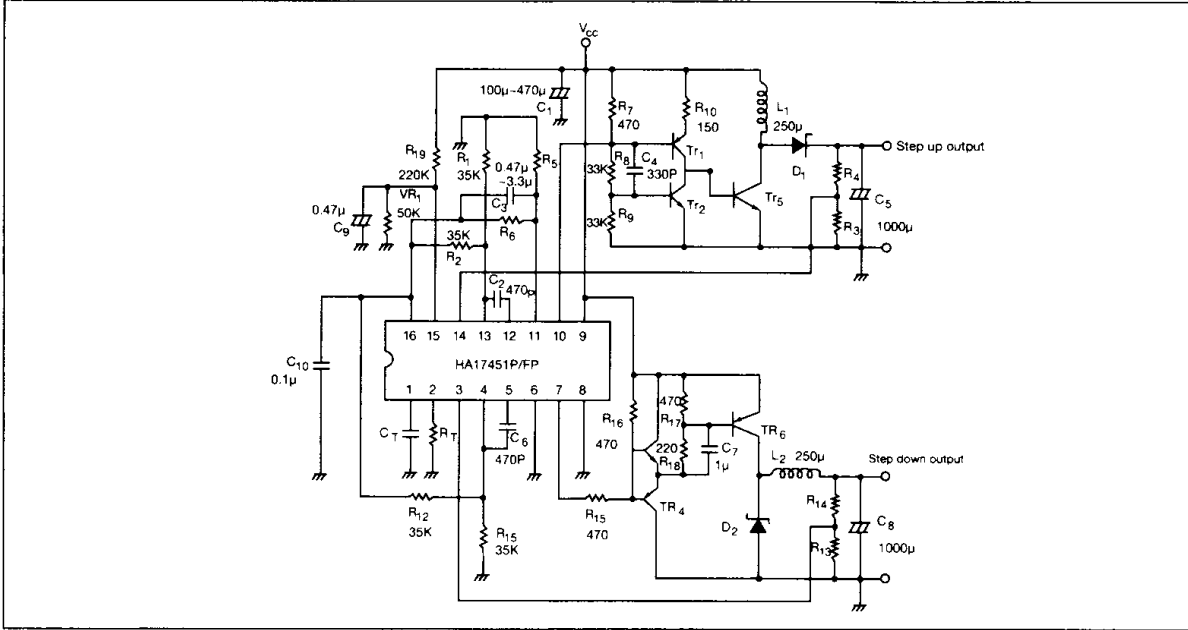 Vcc
100μ~470μ
C1
R7
470
R10
150
L1
250μ
R19
220K
R1
35K
R5
0.47μ
~3.3μ
C3
R8
33K
C4
330P
Tr1
Tr2
R9
33K
Tr5
D1
R4
R3
C5
1000μ
Step up output
VR1
50K
0.47μ
C9
R6
35K
R2
C2
470p
16 15 14 13 12 11 10 9
HA17451P/FP
1 2 3 4 5 6 7 8
C10
0.1μ
CT
RT
C6
470P
R16
470
470
R17
220
R18
C7
1μ
TR6
L2 250μ
Step down output
R12
35K
R15
35K
R15
470
TR4
D2
R14
R13
C8
1000μ